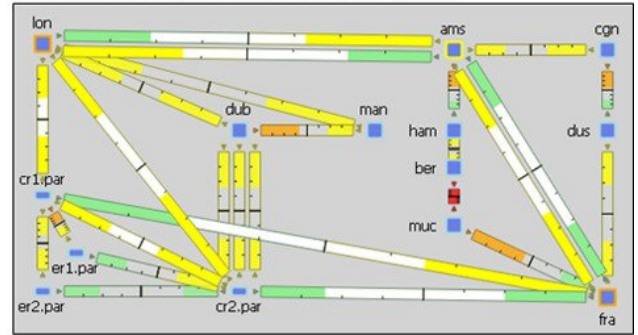 lon
ams
cgn
dub
man
ham
dus
ber
cr1.par
muc
er1.par
er2.par
cr2.par
fra